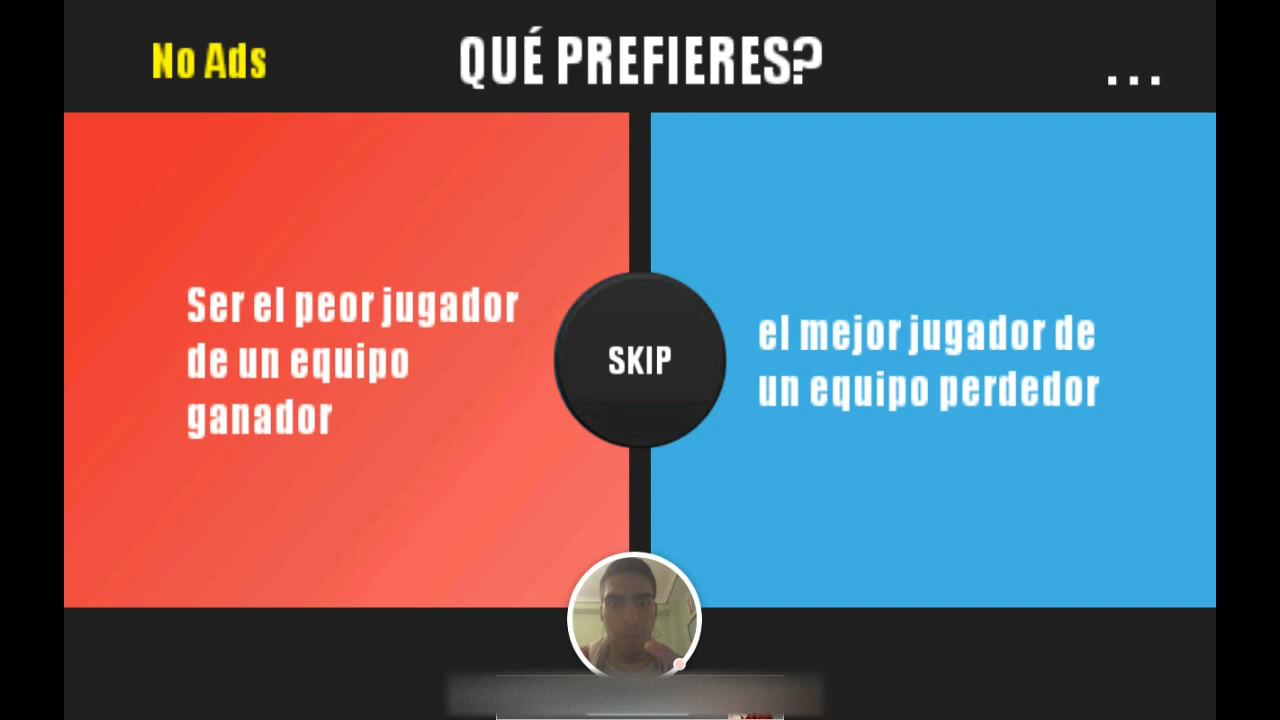 No Ads
QUÉ PREFIERES?
...
Ser el peor jugador
de un equipo
ganador
SKIP
el mejor jugador de
un equipo perdedor